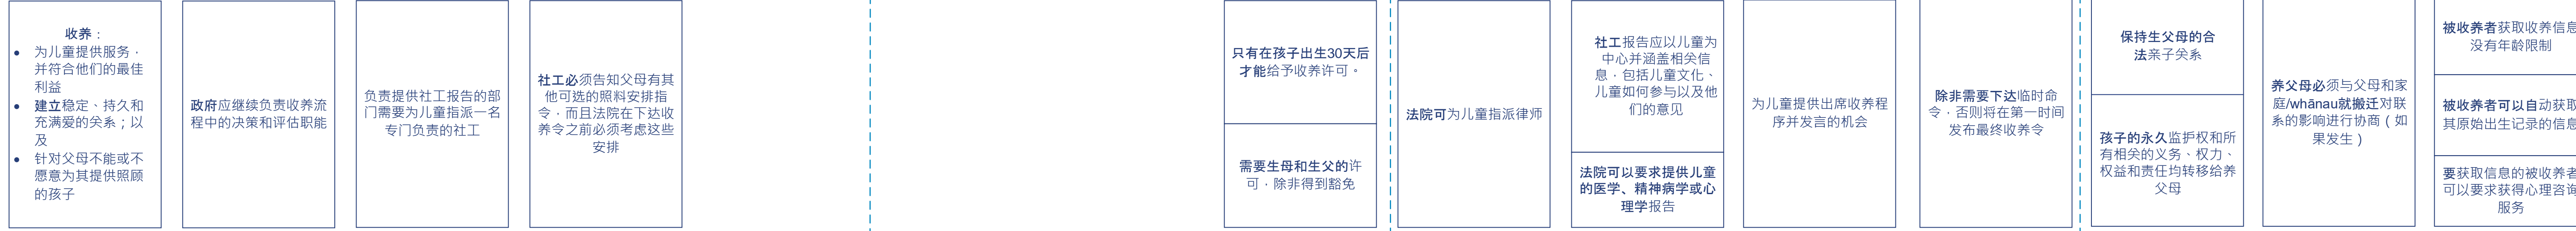 收养：
• 为儿童提供服务，
并符合他们的最佳
利益
• 建立稳定、持久和
充满爱的关系；以
及
• 针对父母不能或不
愿意为其提供照顾
的孩子
政府应继续负责收养流
程中的决策和评估职能
负责提供社工报告的部
门需要为儿童指派一名
专门负责的社工
社工必须告知父母有其
他可选的照料安排指
令，而且法院在下达收
养令之前必须考虑这些
安排
只有在孩子出生30天后
才能给予收养许可。
需要生母和生父的许
可，除非得到豁免
法院可为儿童指派律师
社工报告应以儿童为
中心并涵盖相关信
息，包括儿童文化、
儿童如何参与以及他
们的意见
法院可以要求提供儿童
的医学、精神病学或心
理学报告
为儿童提供出席收养程
序并发言的机会
除非需要下达临时命
令，否则将在第一时间
发布最终收养令
保持生父母的合
法亲子关系
孩子的永久监护权和所
有相关的义务、权力、
权益和责任均转移给养
父母
养父母必须与父母和家
庭/whānau就搬迁对联
系的影响进行协商（如
果发生）
被收养者获取收养信息
没有年龄限制
被收养者可以自动获取
其原始出生记录的信息
要获取信息的被收养者
可以要求获得心理咨询
服务